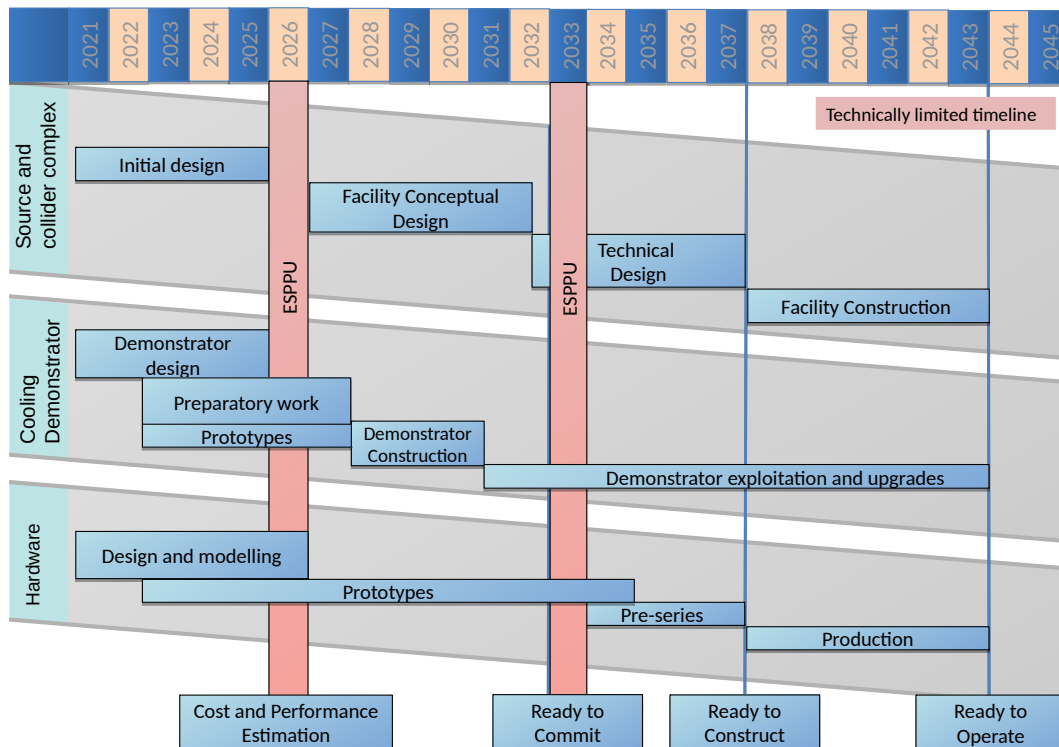 2021 2022 2023 2024 2025 2026 2027 2028 2029 2030 2031 2032 2033 2034 2035 2036 2037 2038 2039 2040 2041 2042 2043 2044 2045
Technically limited timeline
Source and
collider complex
Initial design
Facility Conceptual
Design
Technical
Design
Facility Construction
ESPPU
ESPPU
Cooling
Demonstrator
Demonstrator
design
Preparatory work
Prototypes
Demonstrator
Construction
Demonstrator exploitation and upgrades
Hardware
Design and modelling
Prototypes
Pre-series
Production
Cost and Performance
Estimation
Ready to
Commit
Ready to
Construct
Ready to
Operate